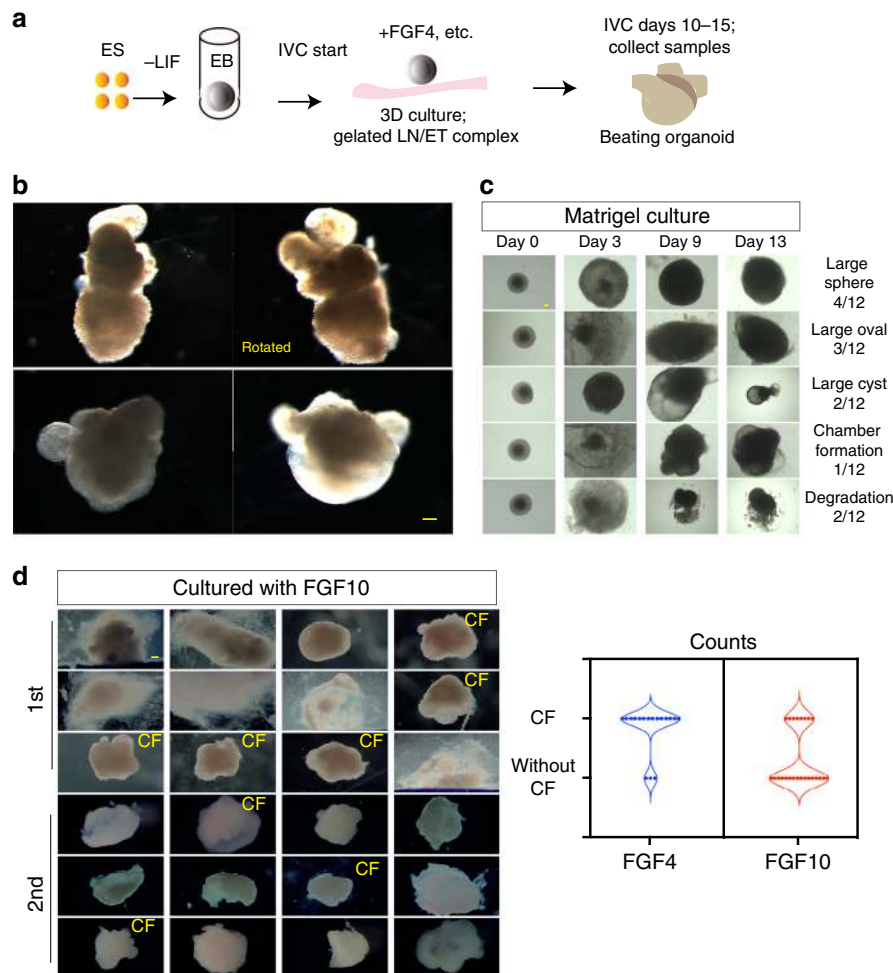 a
ES
–LIF
EB
IVC start
+FGF4, etc.
3D culture;
gelated LN/ET complex
IVC days 10–15;
collect samples
Beating organoid
b
Rotated
c
Matrigel culture
Day 0
Day 3
Day 9
Day 13
Large
sphere
4/12
Large oval
3/12
Large cyst
2/12
Chamber
formation
1/12
Degradation
2/12
d
Cultured with FGF10
1st
CF
CF
CF
CF
CF
2nd
CF
CF
CF
Counts
CF
Without
CF
FGF4
FGF10